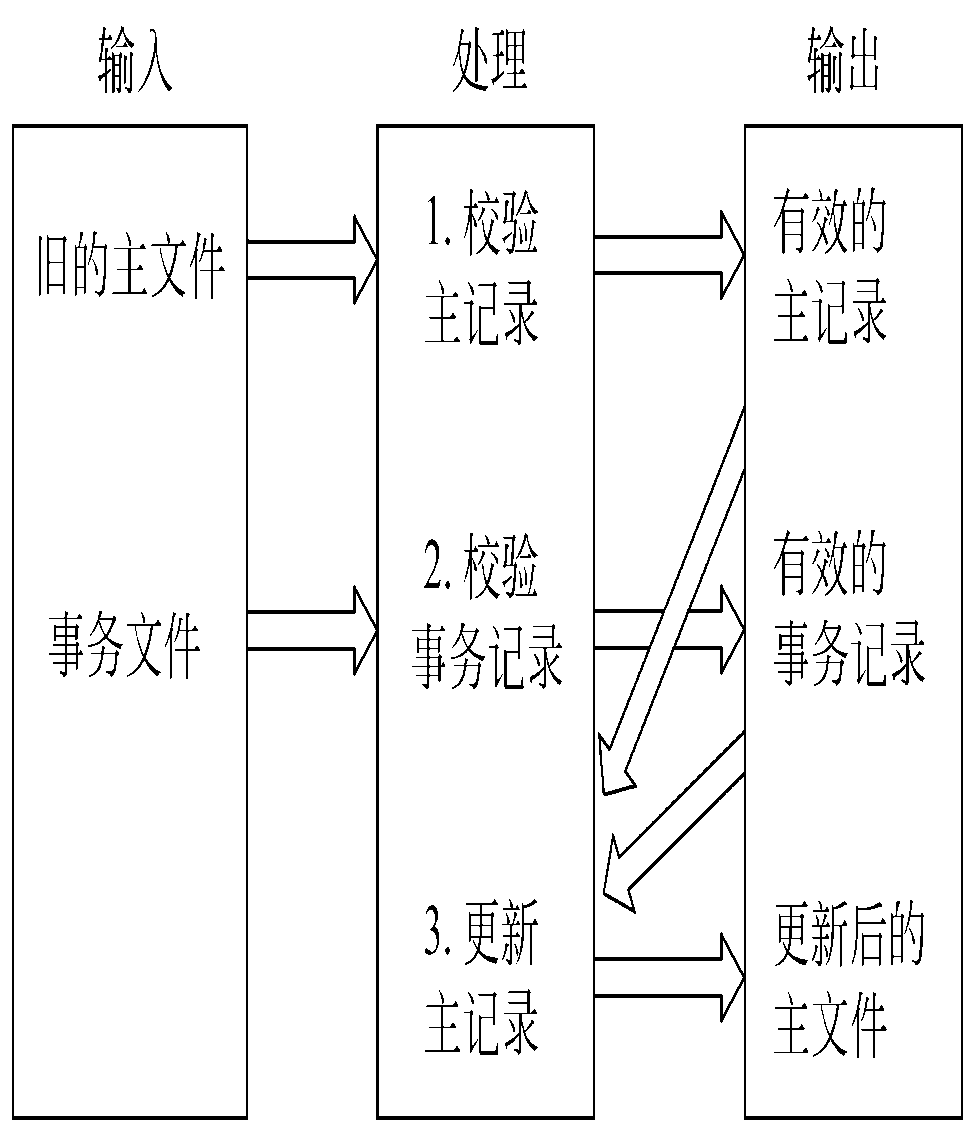 输入
处理
输出
旧的主文件
1. 校验
主记录
有效的
主记录
事务文件
2. 校验
事务记录
有效的
事务记录
3. 更新
主记录
更新后的
主文件